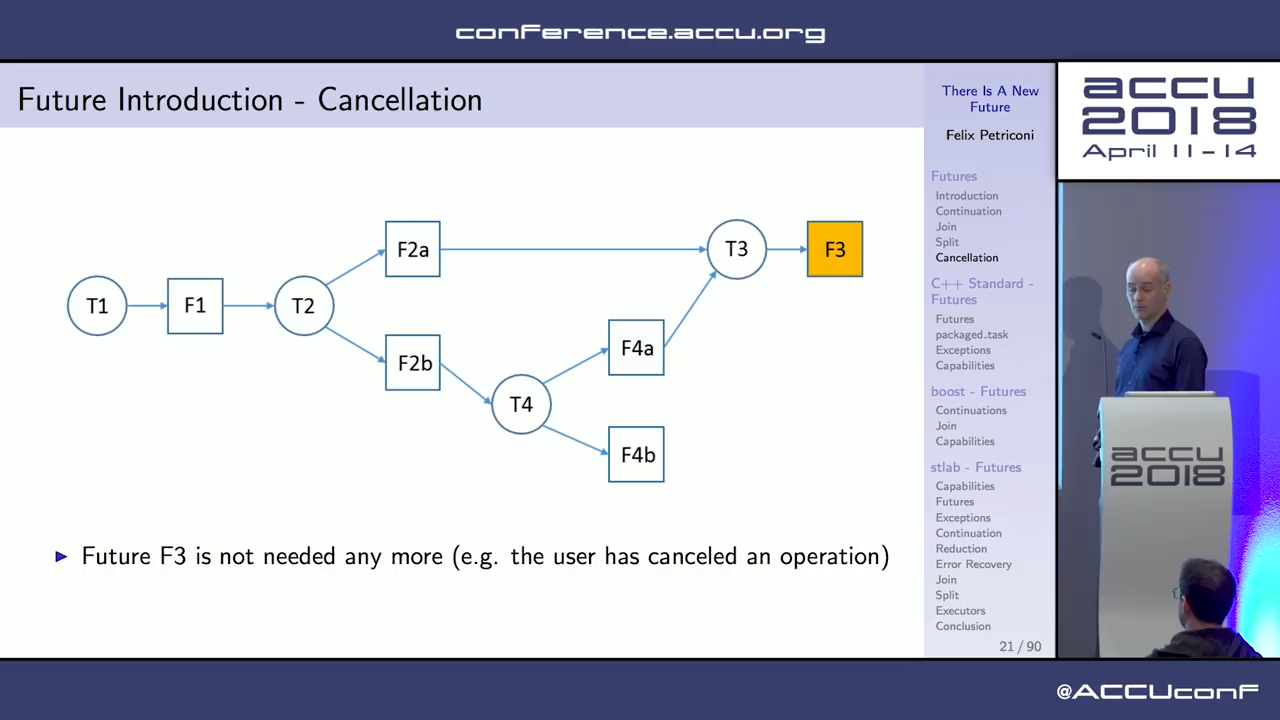 conference.accu.org
Future Introduction - Cancellation
T1
F1
T2
F2a
F2b
T4
F4a
F4b
T3
F3
Future F3 is not needed any more (e.g. the user has canceled an operation)
There Is A New
Future
Felix Petriconi
Futures
Introduction
Continuation
Join
Split
Cancellation
C++ Standard -
Futures
Futures
packaged_task
Exceptions
Capabilities
boost - Futures
Continuations
Join
Capabilities
stlab - Futures
Capabilities
Futures
Exceptions
Continuation
Reduction
Error Recovery
Join
Split
Executors
Conclusion
21 / 90
accu
2018
April 11-14
accu
2018
@ACCUconf